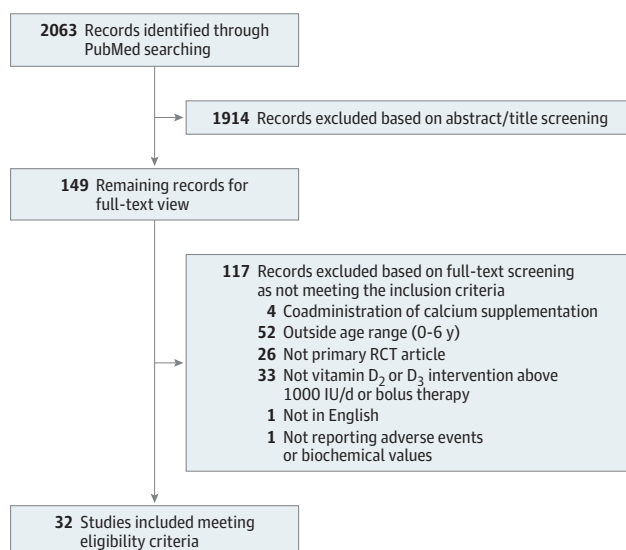 2063 Records identified through
PubMed searching
1914 Records excluded based on abstract/title screening
149 Remaining records for
full-text view
117 Records excluded based on full-text screening
as not meeting the inclusion criteria
4 Coadministration of calcium supplementation
52 Outside age range (0-6 y)
26 Not primary RCT article
33 Not vitamin D₂ or D₃ intervention above
1000 IU/d or bolus therapy
1 Not in English
1 Not reporting adverse events
or biochemical values
32 Studies included meeting
eligibility criteria